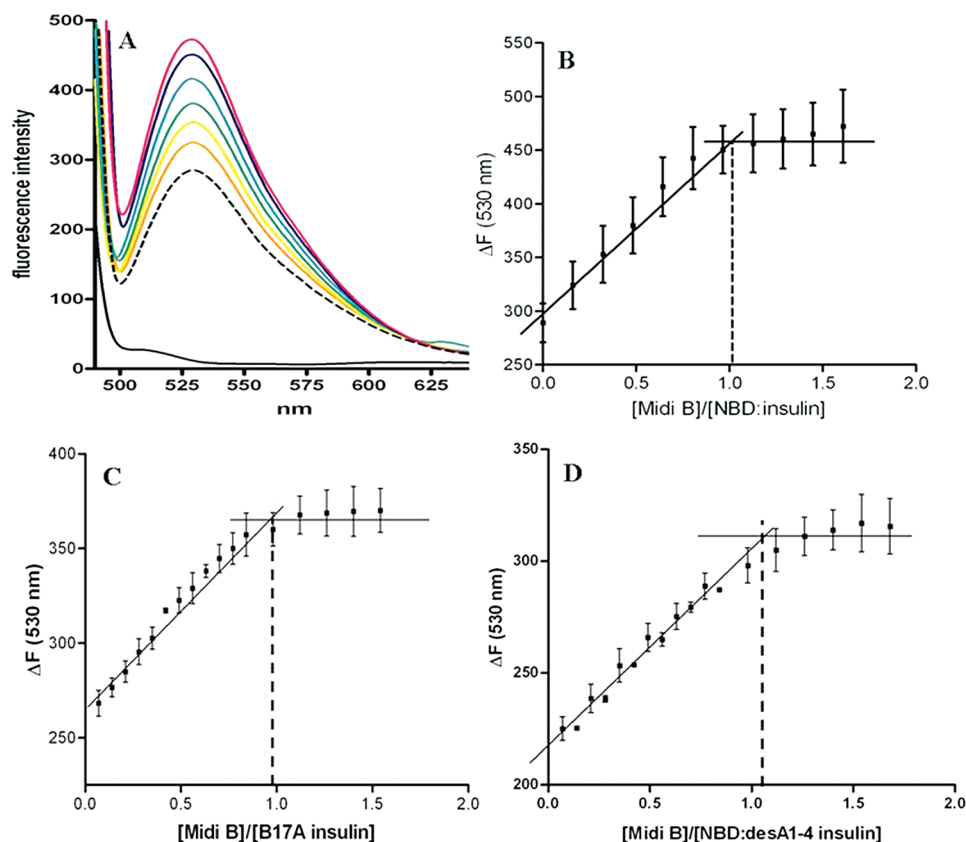 A
fluorescence intensity
500
400
300
200
100
0
500 525 550 575 600 625
nm
B
ΔF (530 nm)
550
500
450
400
350
300
250
0.0 0.5 1.0 1.5 2.0
[Midi B]/[NBD:insulin]
C
ΔF (530 nm)
400
350
300
250
0.0 0.5 1.0 1.5 2.0
[Midi B]/[B17A insulin]
D
ΔF (530 nm)
350
300
250
200
0.0 0.5 1.0 1.5 2.0
[Midi B]/[NBD:desA1-4 insulin]